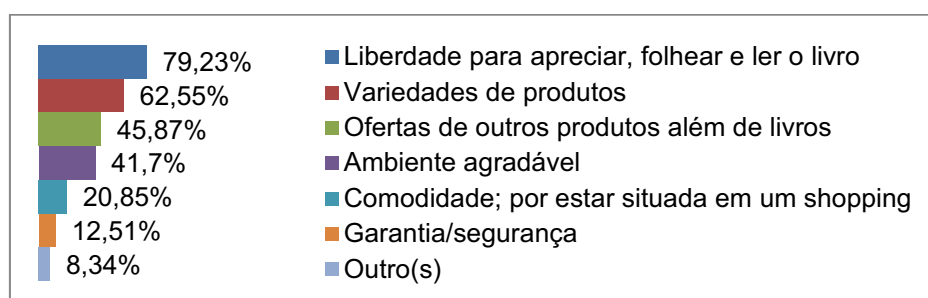 79,23%
Liberdade para apreciar, folhear e ler o livro
62,55%
Variedades de produtos
45,87%
Ofertas de outros produtos além de livros
41,7%
Ambiente agradável
20,85%
Comodidade; por estar situada em um shopping
12,51%
Garantia/segurança
8,34%
Outro(s)